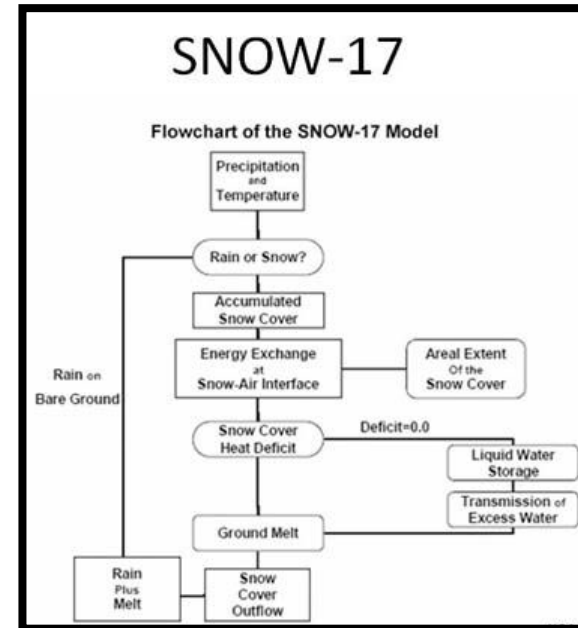 SNOW-17
Flowchart of the SNOW-17 Model
Precipitation
and
Temperature
Rain or Snow?
Accumulated
Snow Cover
Energy Exchange
at
Snow-Air Interface
Areal Extent
Of the
Snow Cover
Rain on
Bare Ground
Snow Cover
Heat Deficit
Deficit=0.0
Liquid Water
Storage
Transmission of
Excess Water
Ground Melt
Rain
Plus
Melt
Snow
Cover
Outflow